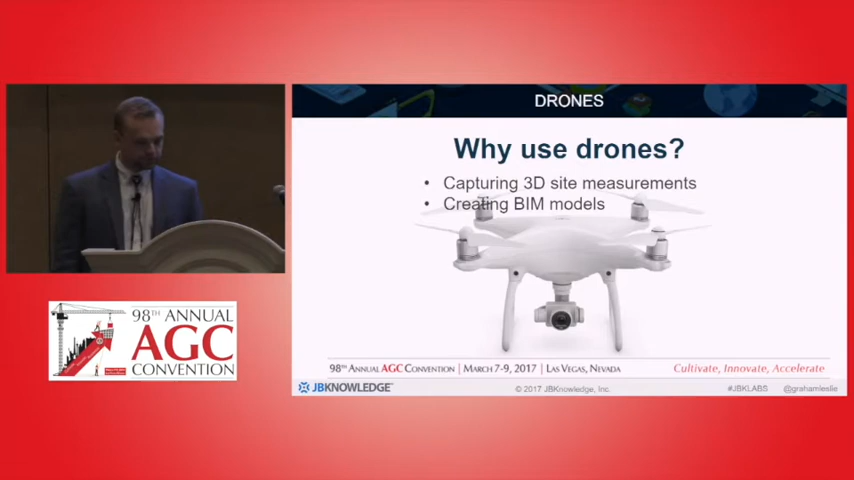 DRONES
Why use drones?
• Capturing 3D site measurements
• Creating BIM models
98TH ANNUAL
AGC
CONVENTION
98TH ANNUAL AGC CONVENTION | MARCH 7-9, 2017 | LAS VEGAS, NEVADA
Cultivate, Innovate, Accelerate
JBKNOWLEDGE
© 2017 JBKnowledge, Inc.
#JBKLABS
@grahamleslie